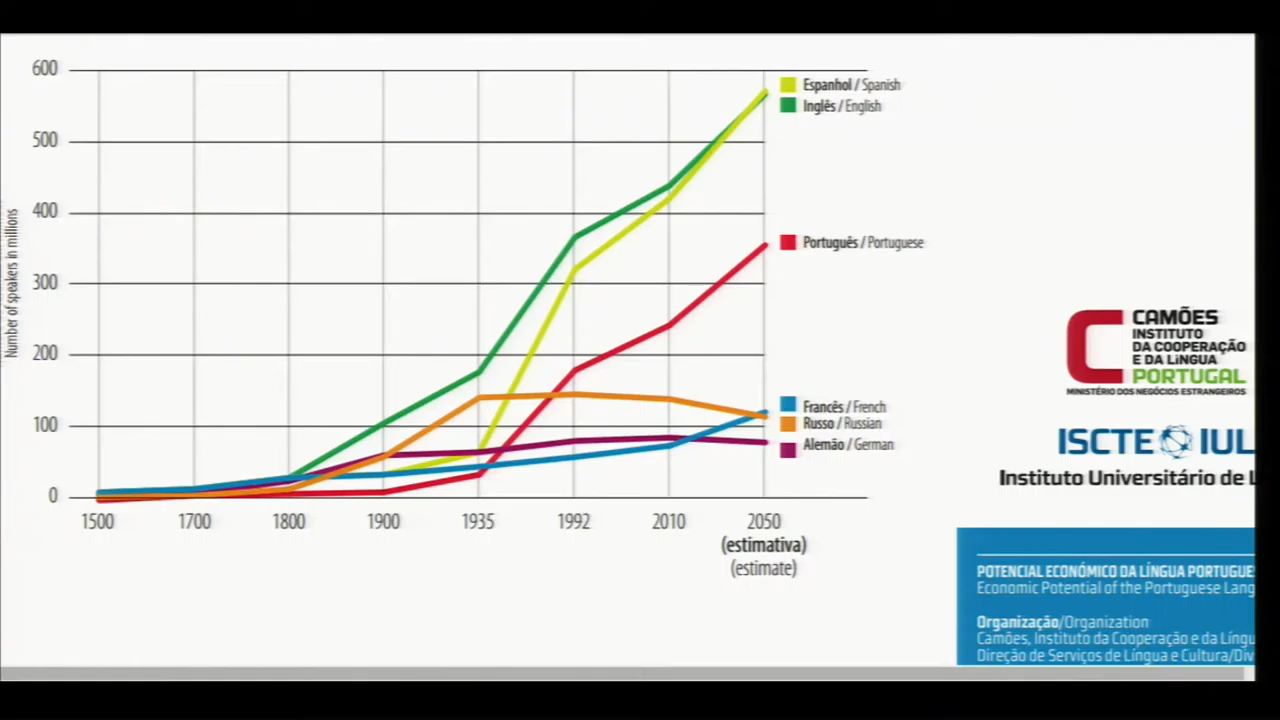 600
500
400
300
200
100
0
Number of speakers in millions
1500 1700 1800 1900 1935 1992 2010 2050
(estimativa)
(estimate)
Espanhol / Spanish
Inglês / English
Português / Portuguese
Francês / French
Russo / Russian
Alemão / German
CAMÕES
INSTITUTO
DA COOPERAÇÃO
E DA LÍNGUA
PORTUGAL
MINISTÉRIO DOS NEGÓCIOS ESTRANGEIROS
ISCTE IUL
Instituto Universitário de L
POTENCIAL ECONÓMICO DA LÍNGUA PORTUGUE
Economic Potential of the Portuguese Lang
Organização/Organization
Camões, Instituto da Cooperação e da Língu
Direção de Serviços de Língua e Cultura/Div